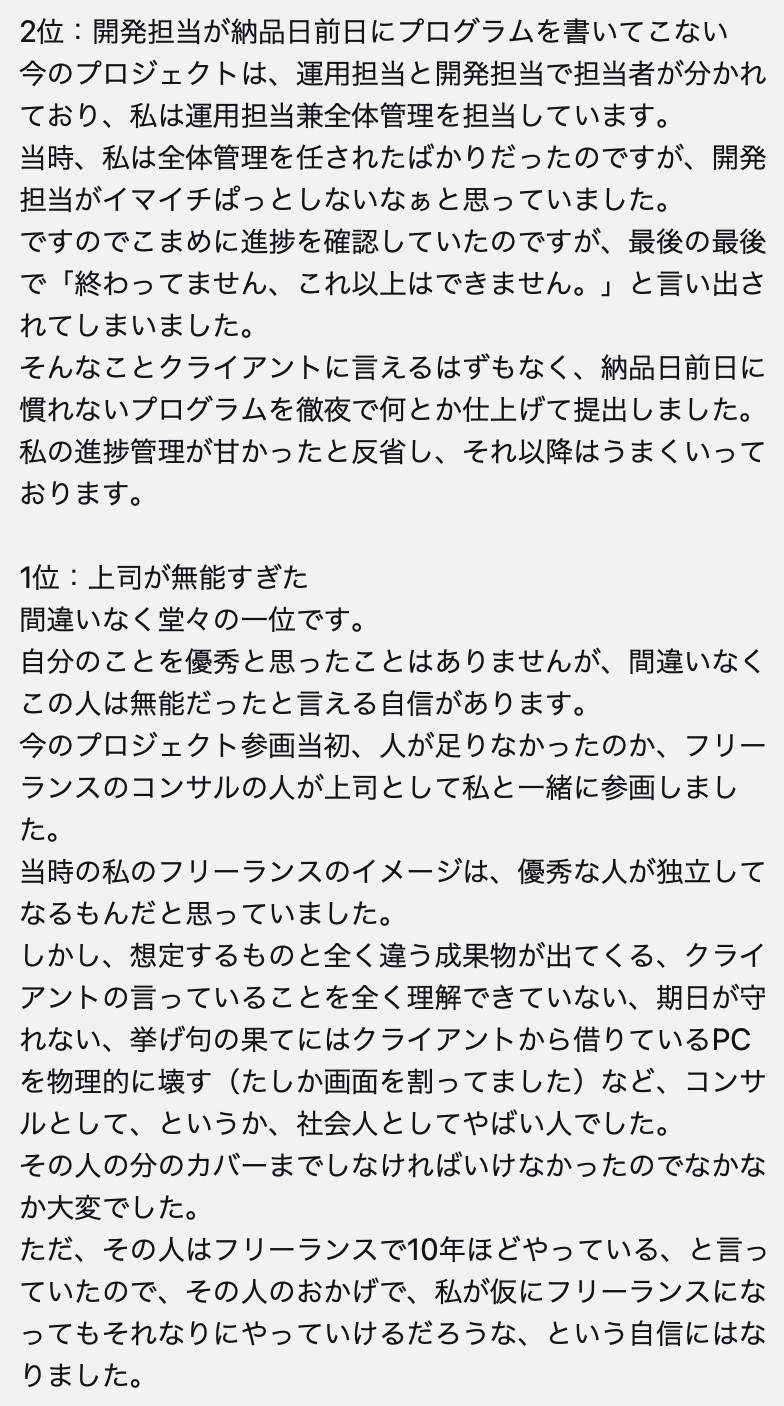 2位：開発担当が納品日前日にプログラムを書いてこない
今のプロジェクトは、運用担当と開発担当で担当者が分かれ
ており、私は運用担当兼全体管理を担当しています。
当時、私は全体管理を任されたばかりだったのですが、開発
担当がイマイチぱっとしないなぁと思っていました。
ですのでこまめに進捗を確認していたのですが、最後の最後
で「終わってません、これ以上はできません。」と言い出さ
れてしまいました。
そんなことクライアントに言えるはずもなく、納品日前日に
慣れないプログラムを徹夜で何とか仕上げて提出しました。
私の進捗管理が甘かったと反省し、それ以降はうまくいって
おります。
1位：上司が無能すぎた
間違いなく堂々の一位です。
自分のことを優秀と思ったことはありませんが、間違いなく
この人は無能だったと言える自信があります。
今のプロジェクト参画当初、人が足りなかったのか、フリー
ランスのコンサルの人が上司として私と一緒に参画しまし
た。
当時の私のフリーランスのイメージは、優秀な人が独立して
なるもんだと思っていました。
しかし、想定するものと全く違う成果物が出てくる、クライ
アントの言っていることを全く理解できていない、期日が守
れない、挙げ句の果てにはクライアントから借りているPC
を物理的に壊す（たしか画面を割ってました）など、コンサ
ルとして、というか、社会人としてやばい人でした。
その人の分のカバーまでしなければいけなかったのでなかな
か大変でした。
ただ、その人はフリーランスで10年ほどやっている、と言っ
ていたので、その人のおかげで、私が仮にフリーランスにな
ってもそれなりにやっていけるだろうな、という自信にはな
りました。